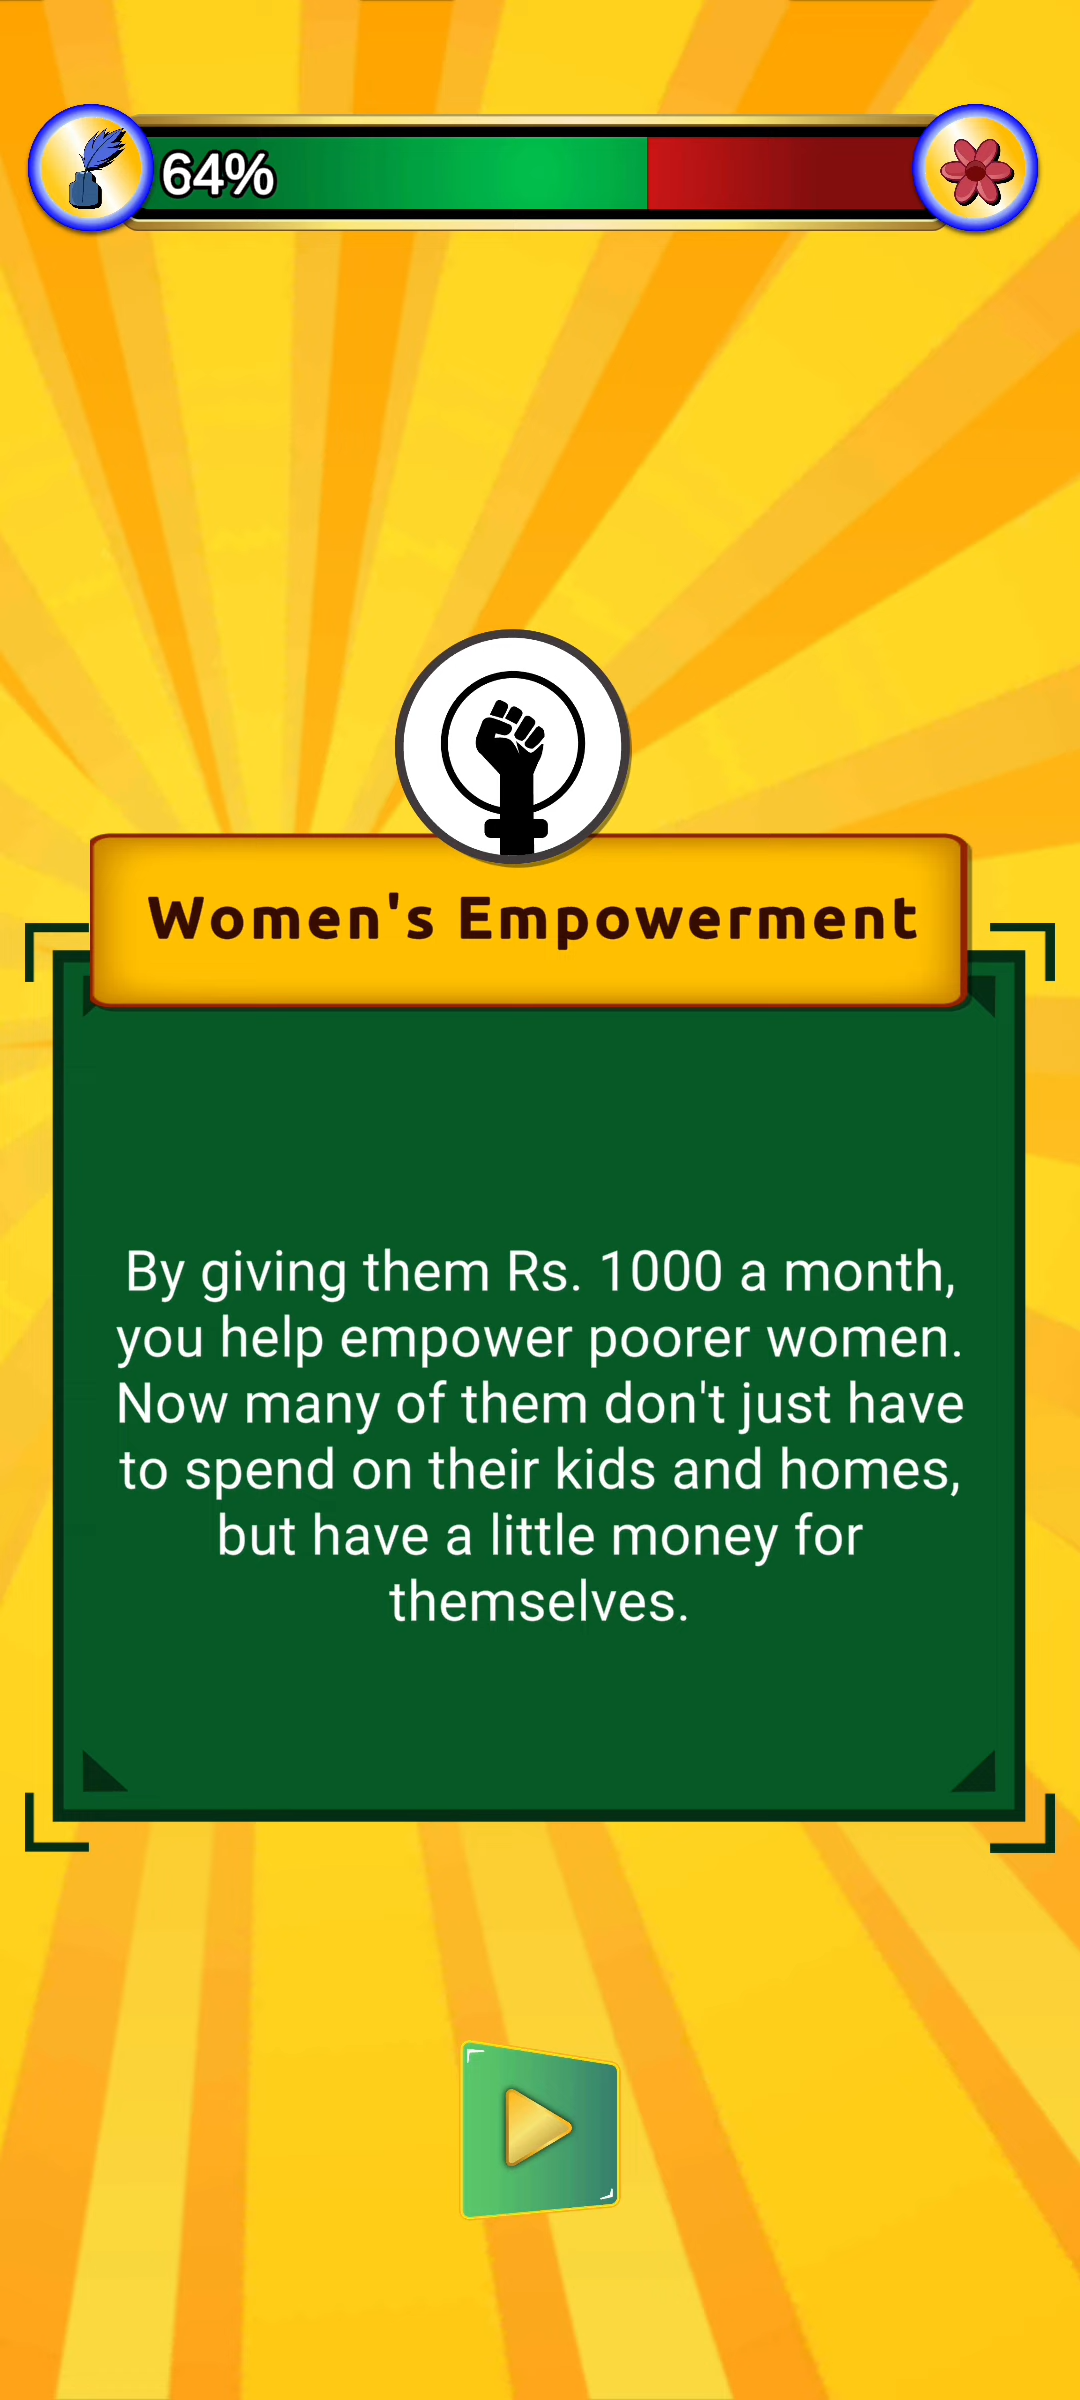 64%
Women's Empowerment
By giving them Rs. 1000 a month,
you help empower poorer women.
Now many of them don't just have
to spend on their kids and homes,
but have a little money for
themselves.